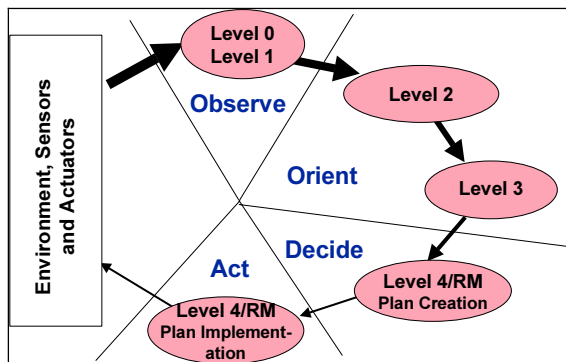 Environment, Sensors
and Actuators
Level 0
Level 1
Observe
Level 2
Orient
Level 3
Decide
Level 4/RM
Plan Creation
Act
Level 4/RM
Plan Implement-
ation